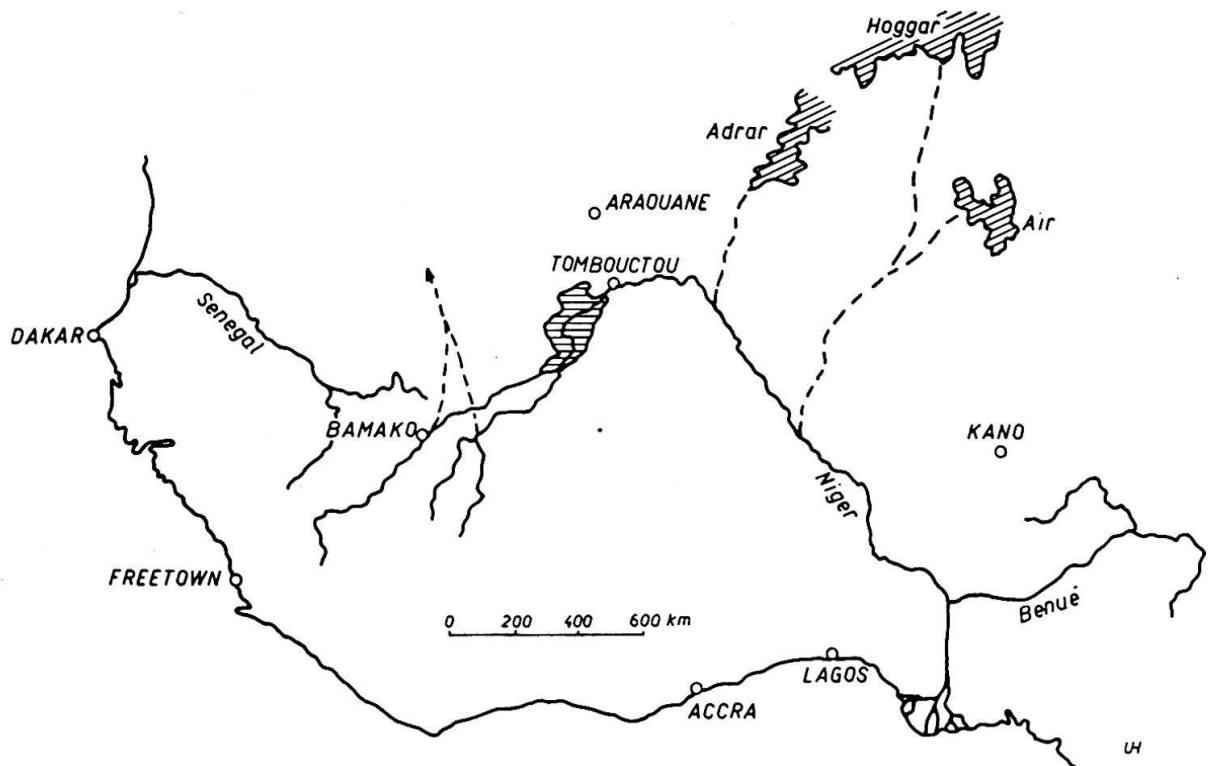 Hoggar
Adrar
ARAOUANE
Air
TOMBOUCTOU
Senegal
DAKAR
BAMAKO
KANO
Niger
FREETOWN
Benué
0 200 400 600 km
LAGOS
ACCRA
UH